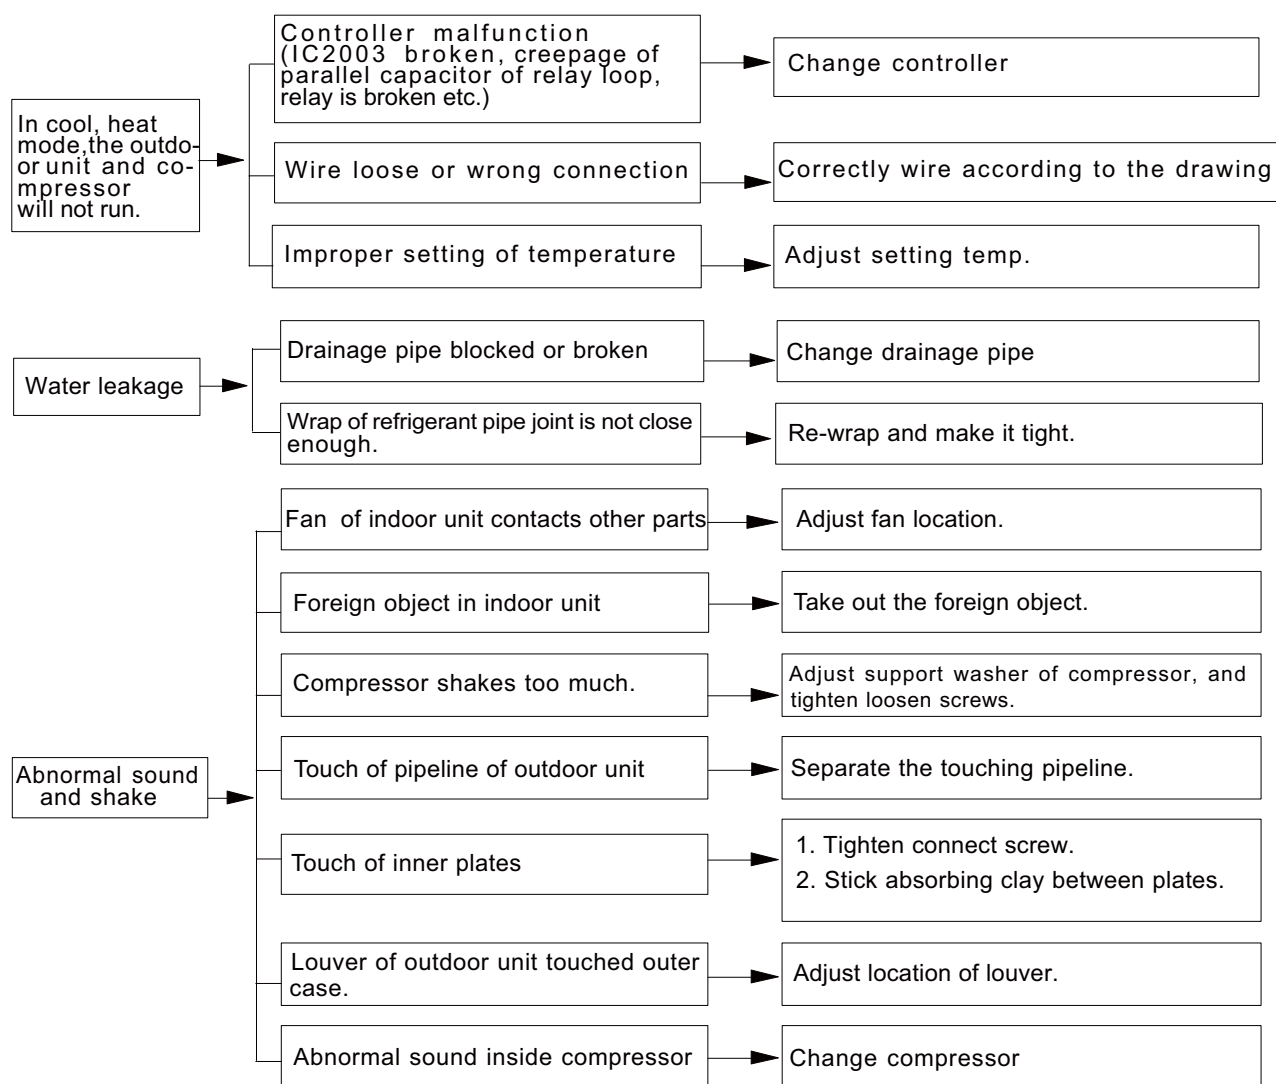 Controller malfunction
(IC2003 broken, creepage of
parallel capacitor of relay loop,
relay is broken etc.)
Change controller
In cool, heat
mode,the outdo-
or unit and co-
mpressor
will not run.
Wire loose or wrong connection
Correctly wire according to the drawing
Improper setting of temperature
Adjust setting temp.
Water leakage
Drainage pipe blocked or broken
Change drainage pipe
Wrap of refrigerant pipe joint is not close
enough.
Re-wrap and make it tight.
Abnormal sound
and shake
Fan of indoor unit contacts other parts
Adjust fan location.
Foreign object in indoor unit
Take out the foreign object.
Compressor shakes too much.
Adjust support washer of compressor, and
tighten loosen screws.
Touch of pipeline of outdoor unit
Separate the touching pipeline.
Touch of inner plates
1. Tighten connect screw.
2. Stick absorbing clay between plates.
Louver of outdoor unit touched outer
case.
Adjust location of louver.
Abnormal sound inside compressor
Change compressor